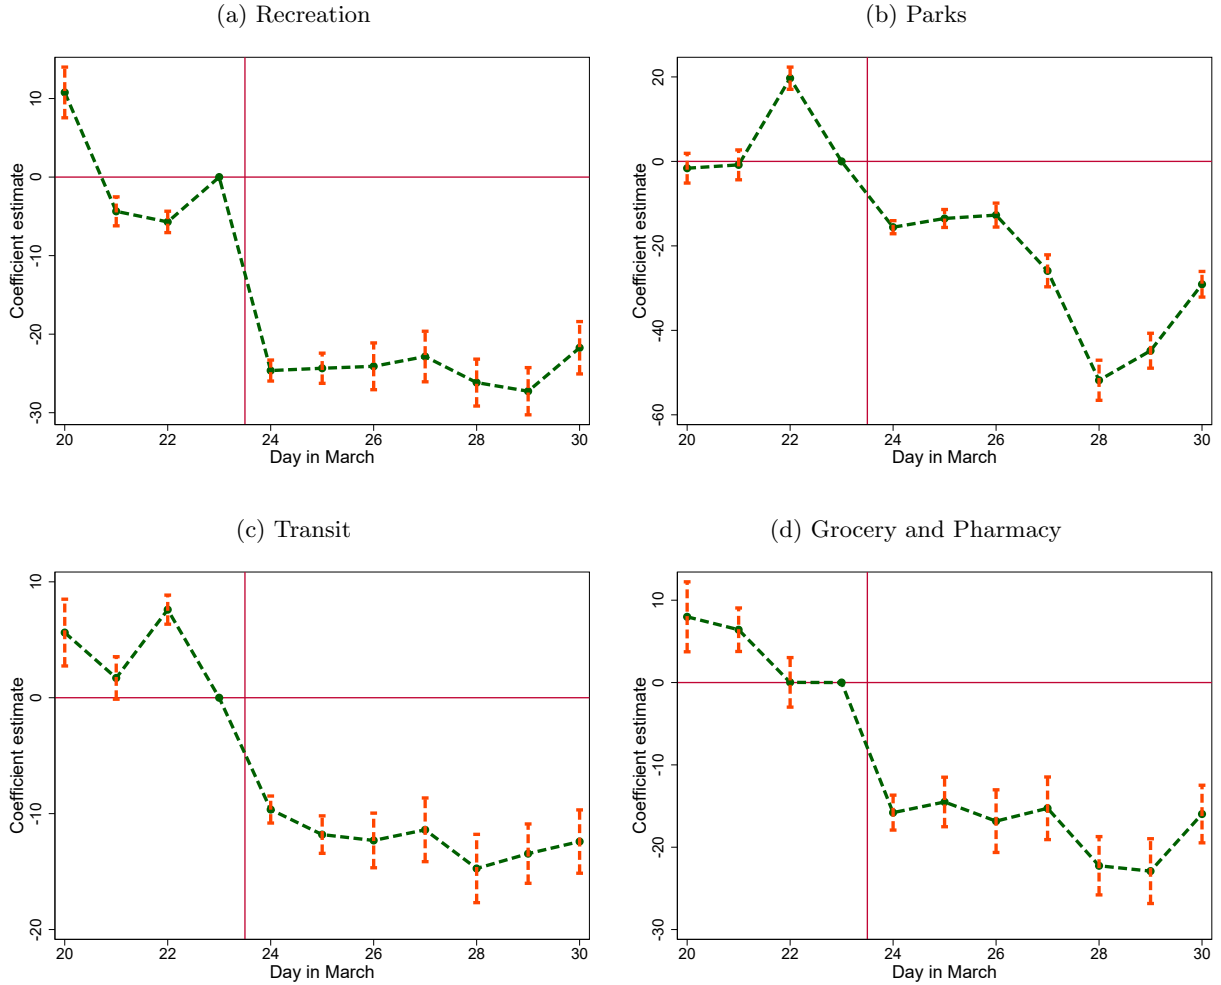 (a) Recreation
Coefficient estimate
10
0
-10
-20
-30
20 22 24 26 28 30
Day in March
(b) Parks
Coefficient estimate
20
0
-20
-40
-60
20 22 24 26 28 30
Day in March
(c) Transit
Coefficient estimate
10
0
-10
-20
20 22 24 26 28 30
Day in March
(d) Grocery and Pharmacy
Coefficient estimate
10
0
-10
-20
-30
20 22 24 26 28 30
Day in March